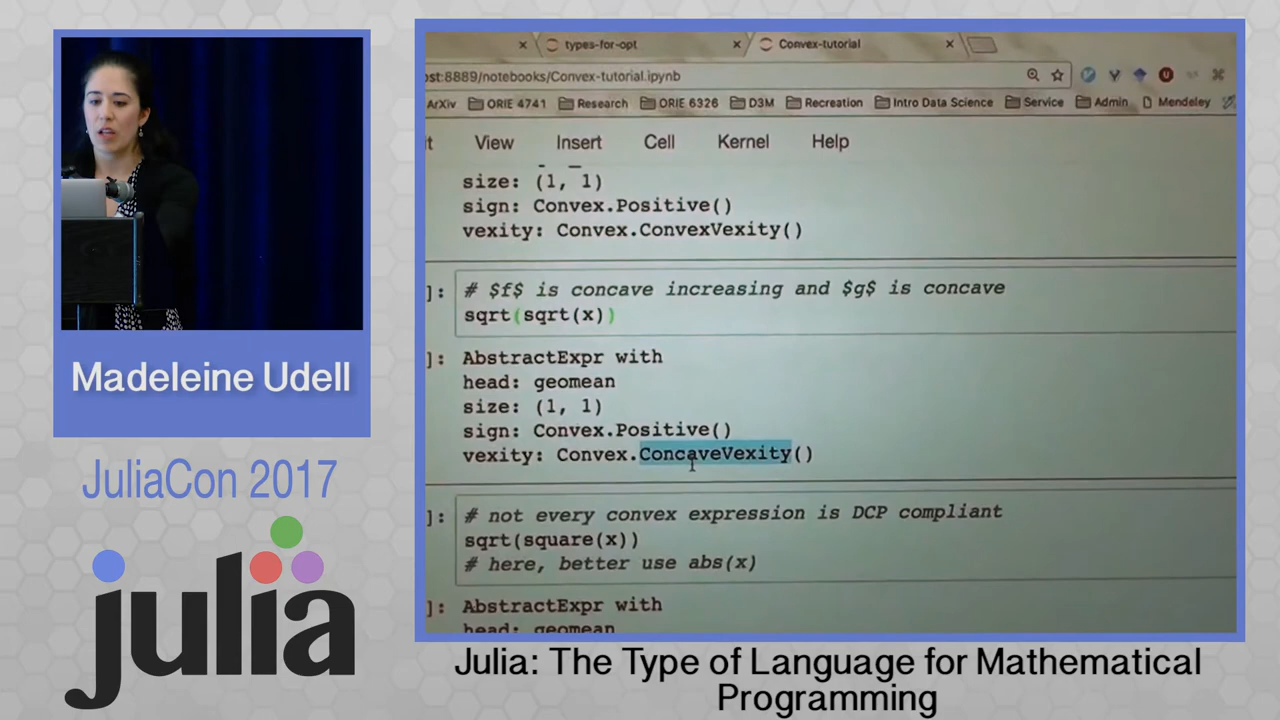 Madeleine Udell
JuliaCon 2017
julia
types-for-opt
Convex-tutorial
ost:8889/notebooks/Convex-tutorial.ipynb
ArXiv ORIE 4741 Research ORIE 6326 D3M Recreation Intro Data Science Service Admin Mendeley
it View Insert Cell Kernel Help
size: (1, 1)
sign: Convex.Positive()
vexity: Convex.ConvexVexity()
]: # $f$ is concave increasing and $g$ is concave
sqrt(sqrt(x))
]: AbstractExpr with
head: geomean
size: (1, 1)
sign: Convex.Positive()
vexity: Convex.ConcaveVexity()
]: # not every convex expression is DCP compliant
sqrt(square(x))
# here, better use abs(x)
]: AbstractExpr with
head: geomean
Julia: The Type of Language for Mathematical
Programming